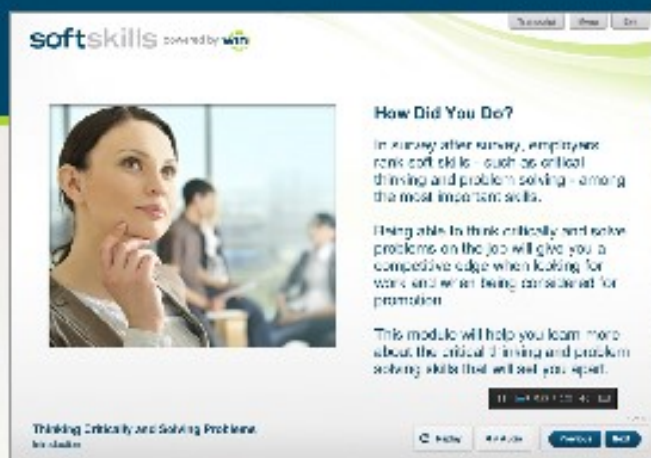 Transcript Menu Exit
softskills powered by win
How Did You Do?
In survey after survey, employers
rank soft skills - such as critical
thinking and problem solving - among
the most important skills.
Being able to think critically and solve
problems on the job will give you a
competitive edge when looking for
work and when being considered for
promotion.
This module will help you learn more
about the critical thinking and problem
solving skills that will set you apart.
Thinking Critically and Solving Problems
Introduction
Replay Audio Previous Next